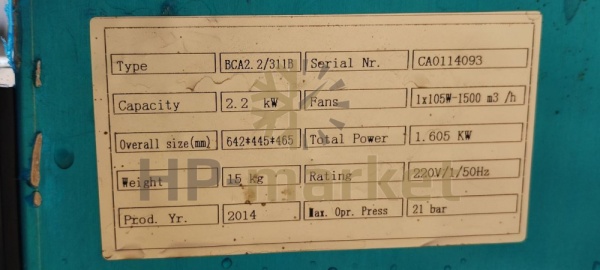 Type BCA2.2/311B Serial Nr. CA0114093
Capacity 2.2 kW Fans 1x105W-1500 m3 /h
Overall size(mm) 642*445*465 Total Power 1.605 KW
Weight 15 kg Rating 220V/1/50Hz
Prod. Yr. 2014 Max. Opr. Press 21 bar
HP market